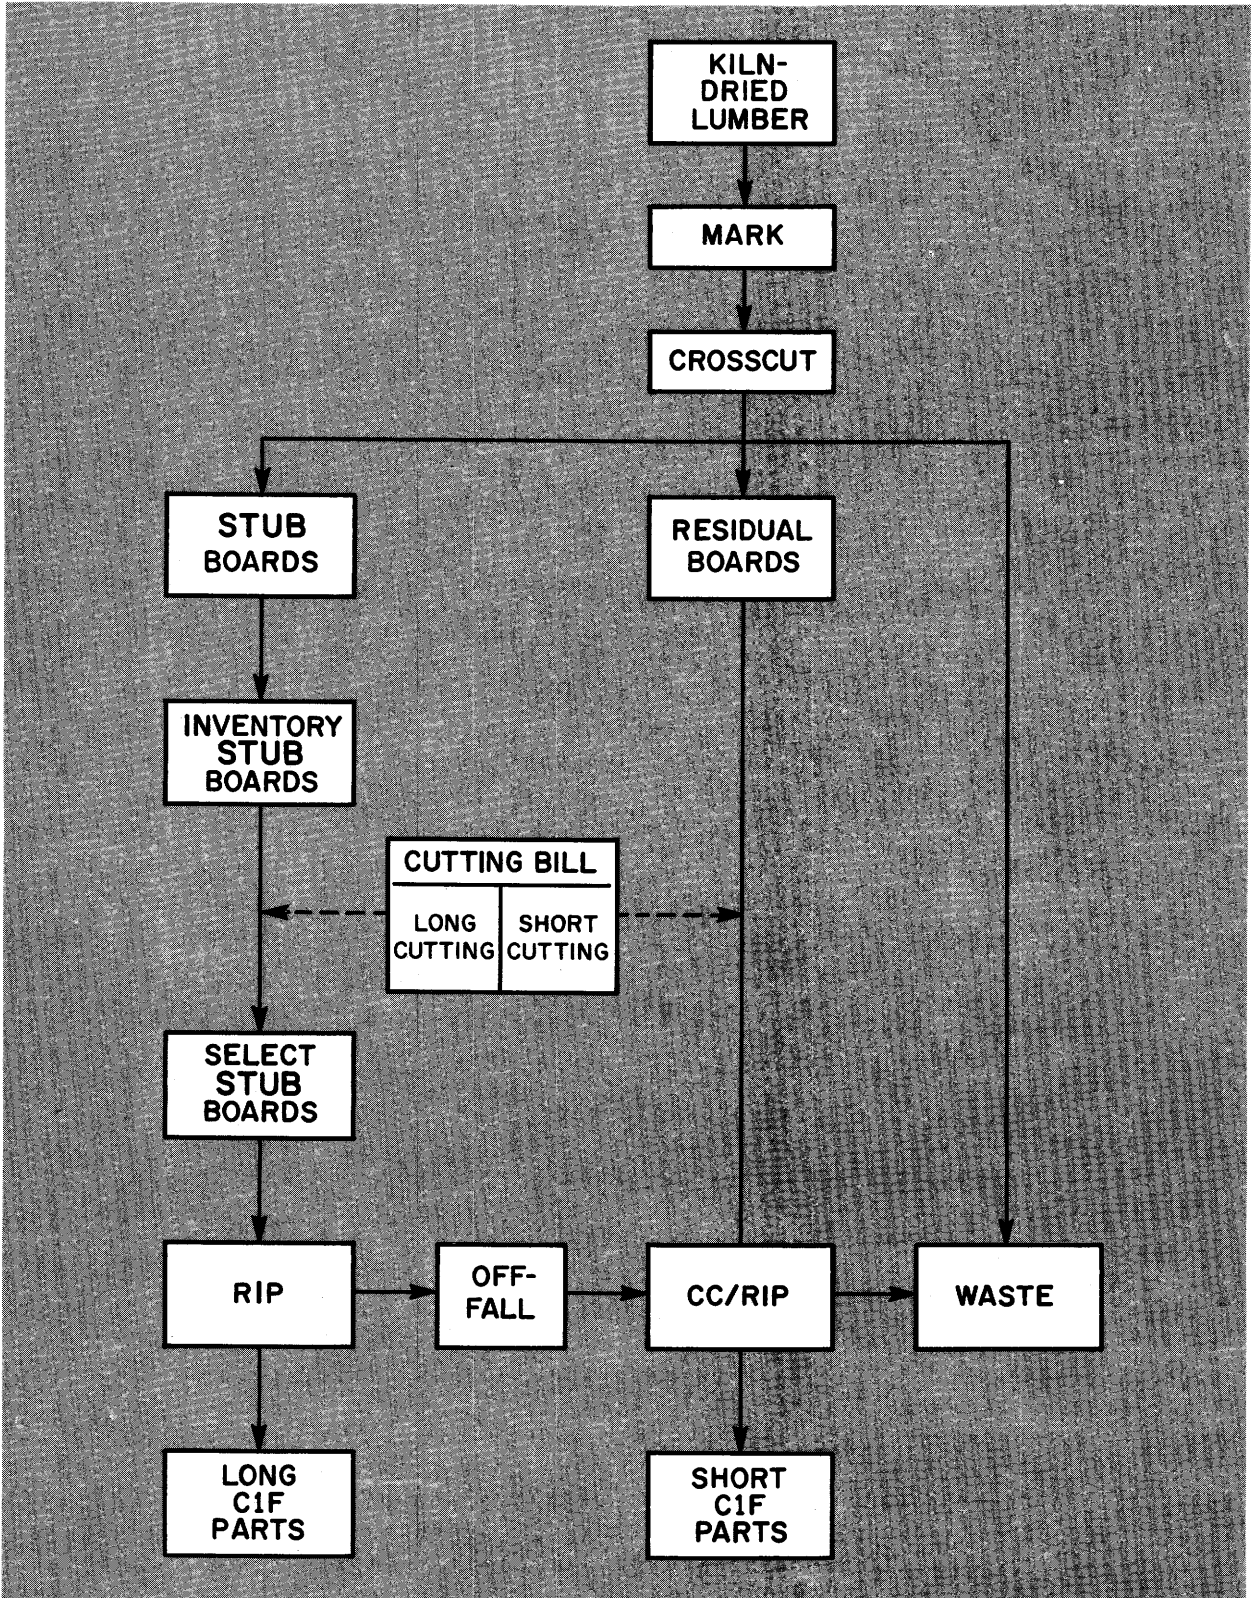 KILN-
DRIED
LUMBER
MARK
CROSSCUT
STUB
BOARDS
RESIDUAL
BOARDS
INVENTORY
STUB
BOARDS
CUTTING BILL
LONG
CUTTING
SHORT
CUTTING
SELECT
STUB
BOARDS
RIP
OFF-
FALL
CC/RIP
WASTE
LONG
C1F
PARTS
SHORT
C1F
PARTS